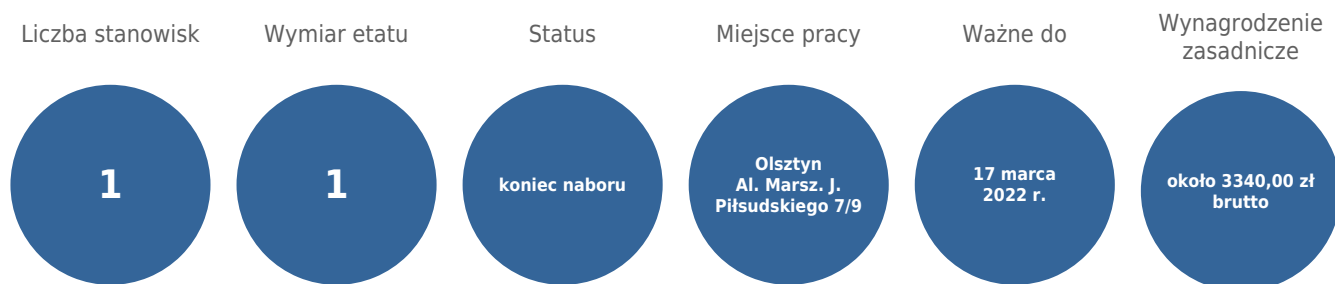 Liczba stanowisk
1
Wymiar etatu
1
Status
koniec naboru
Miejsce pracy
Olsztyn
Al. Marsz. J.
Piłsudskiego 7/9
Ważne do
17 marca
2022 r.
Wynagrodzenie
zasadnicze
około 3340,00 zł
brutto